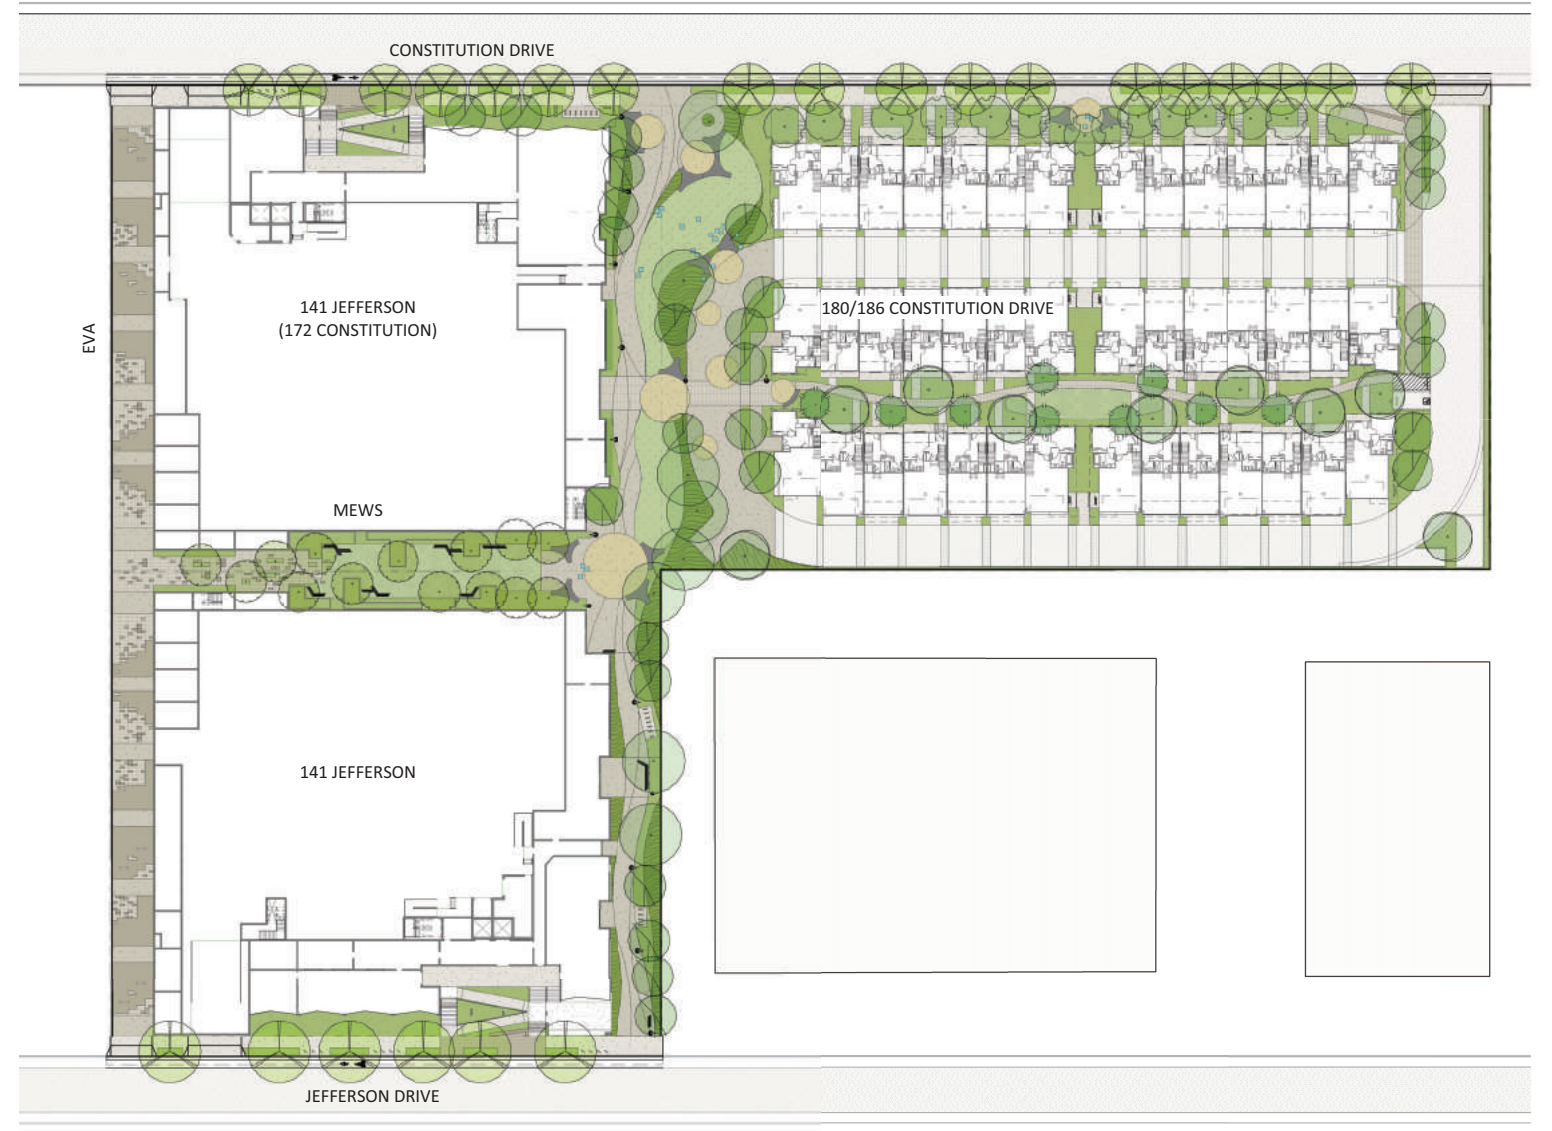 CONSTITUTION DRIVE
141 JEFFERSON
(172 CONSTITUTION)
180/186 CONSTITUTION DRIVE
EVA
MEWS
141 JEFFERSON
JEFFERSON DRIVE